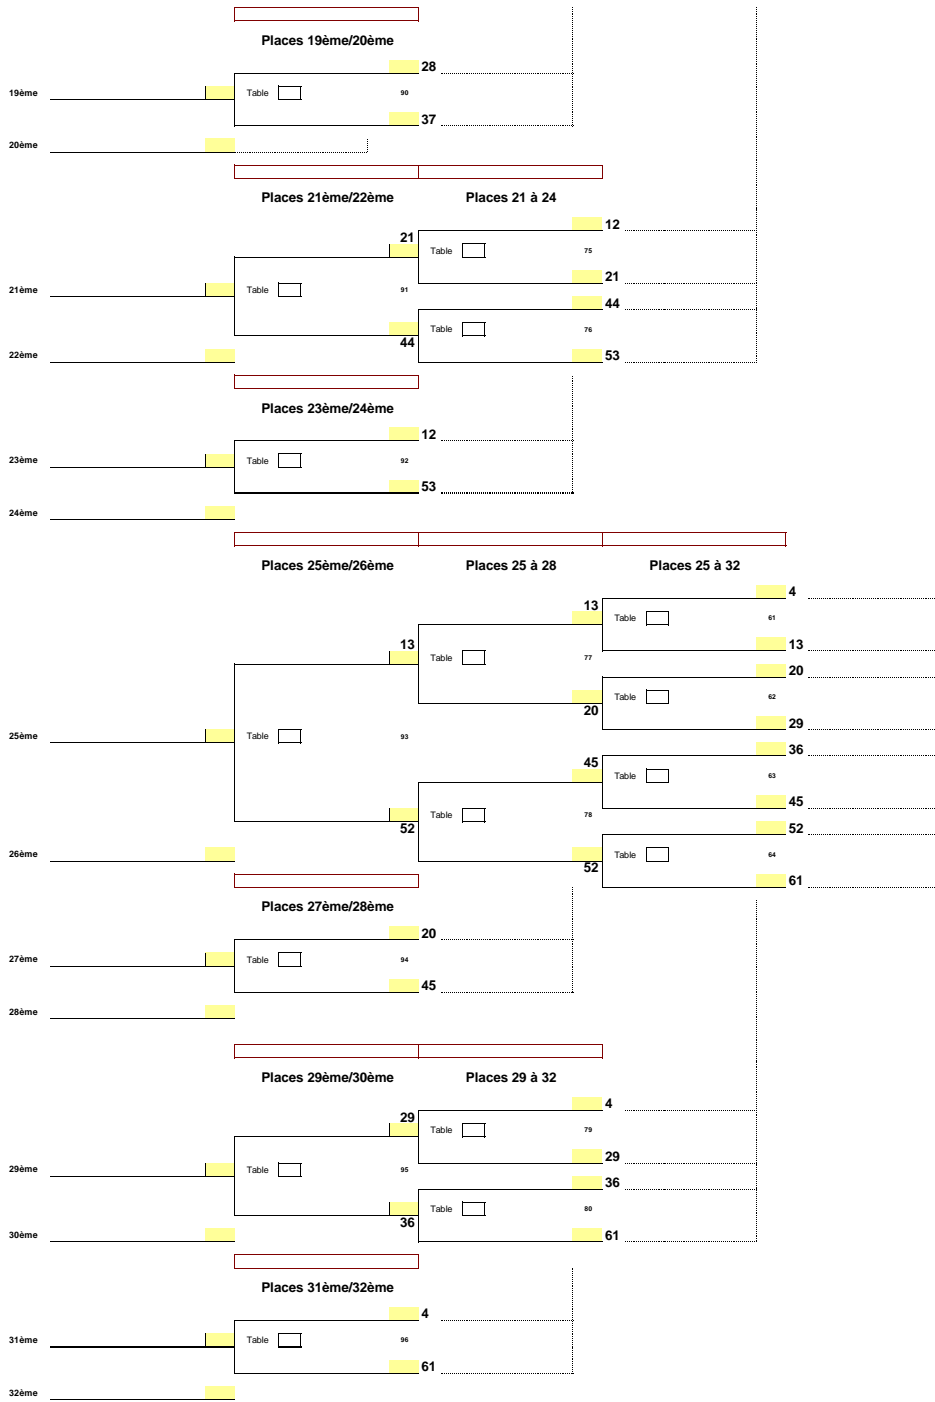 Places 19ème/20ème
28
19ème Table 90
37
20ème
Places 21ème/22ème Places 21 à 24
12
21 Table 75
21
21ème Table 91
44
Table 76
44
22ème 53
Places 23ème/24ème
12
23ème Table 92
53
24ème
Places 25ème/26ème Places 25 à 28 Places 25 à 32
4
13 Table 61
13 13
Table 77
20
Table 62
20
29
25ème Table 93
36
45 Table 63
45
Table 78
52 52
26ème Table 64
52
61
Places 27ème/28ème
20
27ème Table 94
45
28ème
Places 29ème/30ème Places 29 à 32
4
29 Table 79
29
29ème Table 95
36
Table 80
36
30ème 61
Places 31ème/32ème
4
31ème Table 96
61
32ème